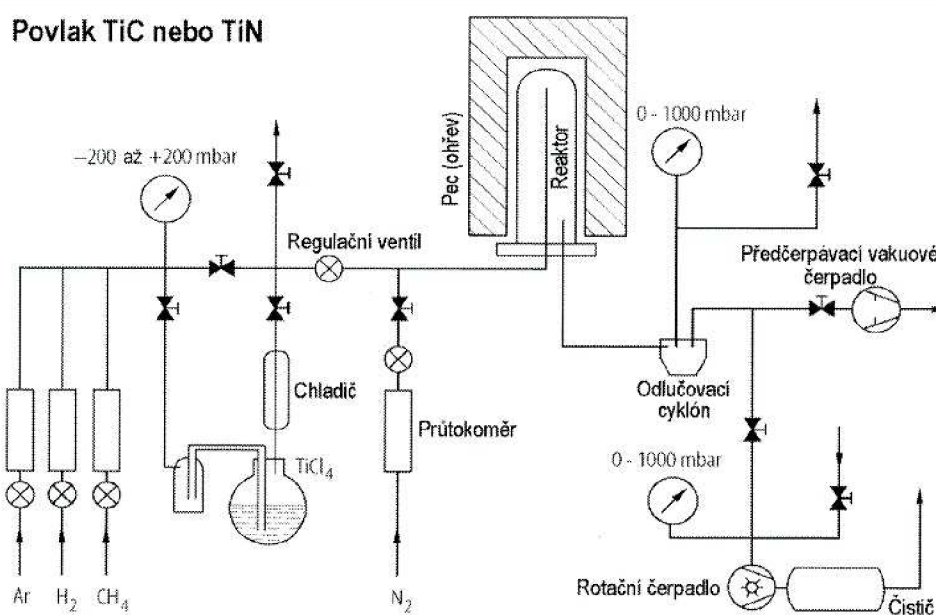 Povlak TiC nebo TiN
–200 až +200 mbar
Regulační ventil
Pec (ohřev)
Reaktor
0 - 1000 mbar
Předčerpávací vakuové
čerpadlo
Chladič
TiCl₄
Průtokoměr
Odlučovací
cyklón
0 - 1000 mbar
Rotační čerpadlo
Čistič
Ar
H₂
CH₄
N₂